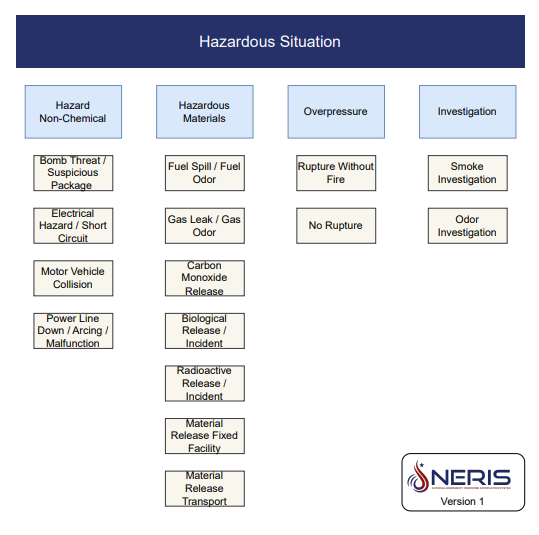 Hazardous Situation
Hazard
Non-Chemical
Bomb Threat /
Suspicious
Package
Electrical
Hazard / Short
Circuit
Motor Vehicle
Collision
Power Line
Down / Arcing /
Malfunction
Hazardous
Materials
Fuel Spill / Fuel
Odor
Gas Leak / Gas
Odor
Carbon
Monoxide
Release
Biological
Release /
Incident
Radioactive
Release /
Incident
Material
Release Fixed
Facility
Material
Release
Transport
Overpressure
Rupture Without
Fire
No Rupture
Investigation
Smoke
Investigation
Odor
Investigation
NERIS
Version 1